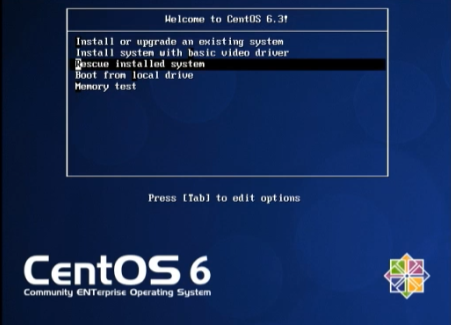 Welcome to CentOS 6.3!
Install or upgrade an existing system
Install system with basic video driver
Rescue installed system
Boot from local drive
Memory test
Press [Tab] to edit options
CentOS 6
Community ENTerprise Operating System